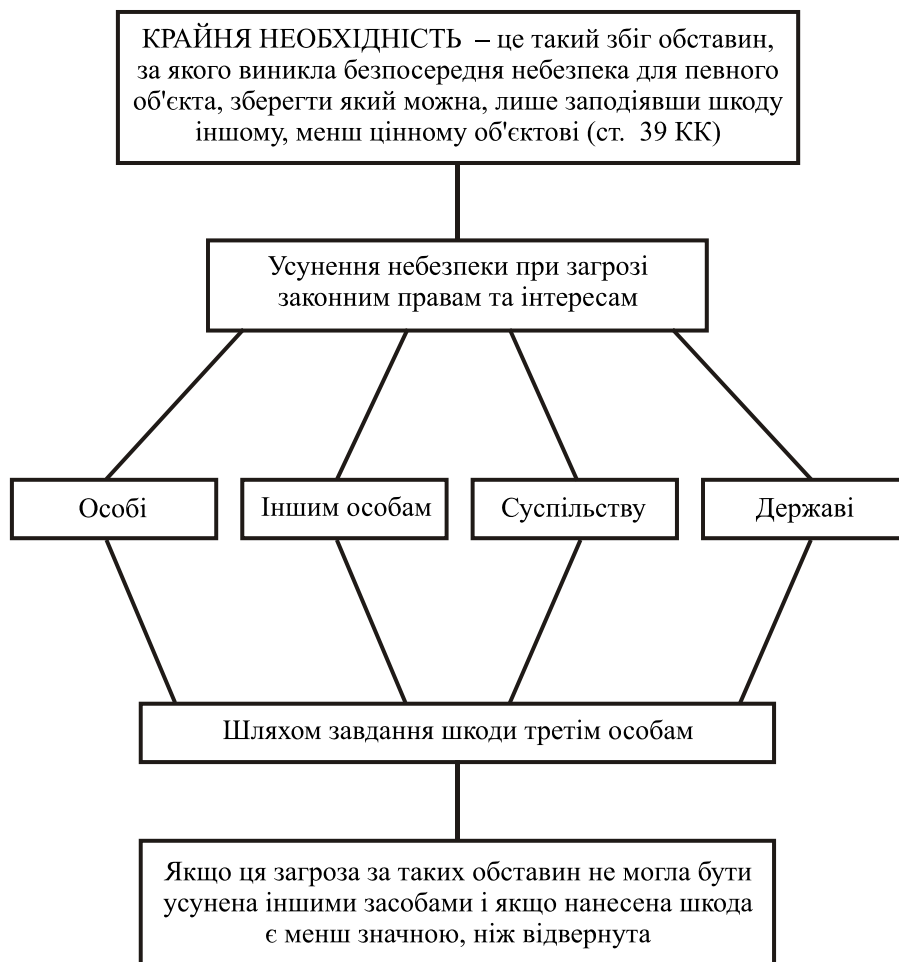 КРАЙНЯ НЕОБХІДНІСТЬ – це такий збіг обставин,
за якого виникла безпосередня небезпека для певного
об'єкта, зберегти який можна, лише заподіявши шкоду
іншому, менш цінному об'єктові (ст. 39 КК)
Усунення небезпеки при загрозі
законним правам та інтересам
Особі
Іншим особам
Суспільству
Державі
Шляхом завдання шкоди третім особам
Якщо ця загроза за таких обставин не могла бути
усунена іншими засобами і якщо нанесена шкода
є менш значною, ніж відвернута